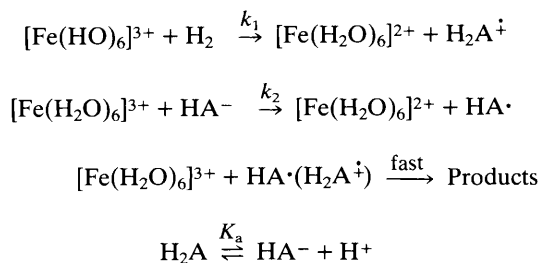 [Fe(HO)₆]³⁺ + H₂ →k₁ [Fe(H₂O)₆]²⁺ + H₂A⨥
[Fe(H₂O)₆]³⁺ + HA⁻ →k₂ [Fe(H₂O)₆]²⁺ + HA·
[Fe(H₂O)₆]³⁺ + HA·(H₂A⨥) →fast Products
H₂A ⇌Kₐ HA⁻ + H⁺